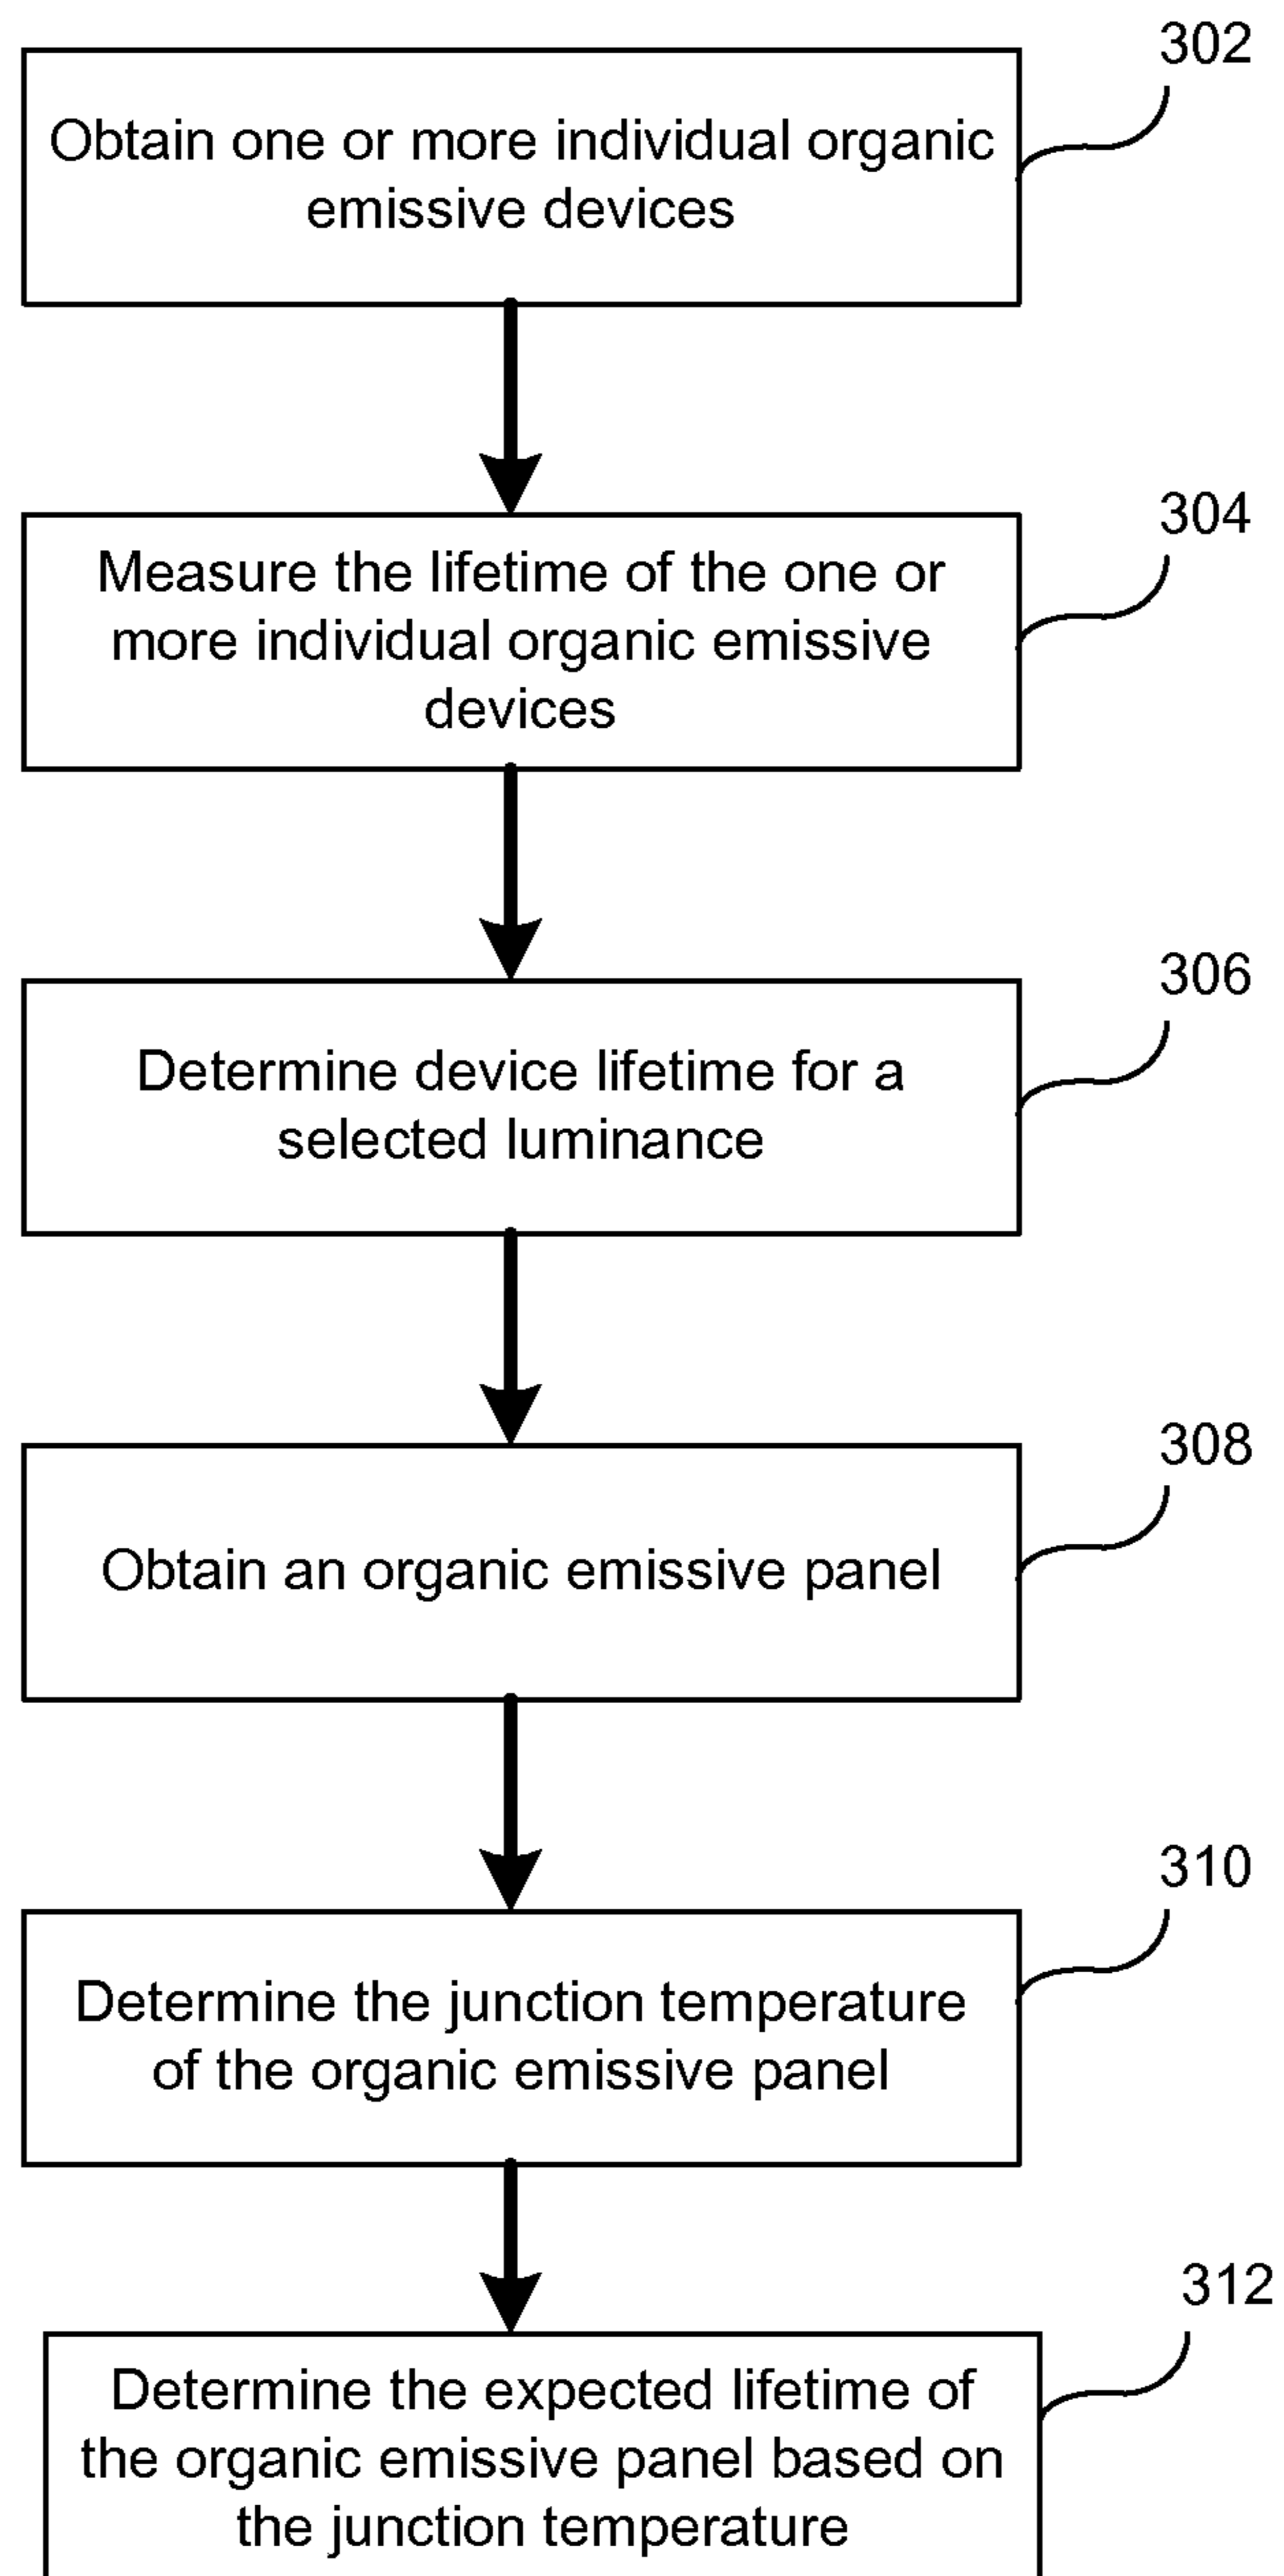 302
Obtain one or more individual organic
emissive devices
304
Measure the lifetime of the one or
more individual organic emissive
devices
306
Determine device lifetime for a
selected luminance
308
Obtain an organic emissive panel
310
Determine the junction temperature
of the organic emissive panel
312
Determine the expected lifetime of
the organic emissive panel based on
the junction temperature